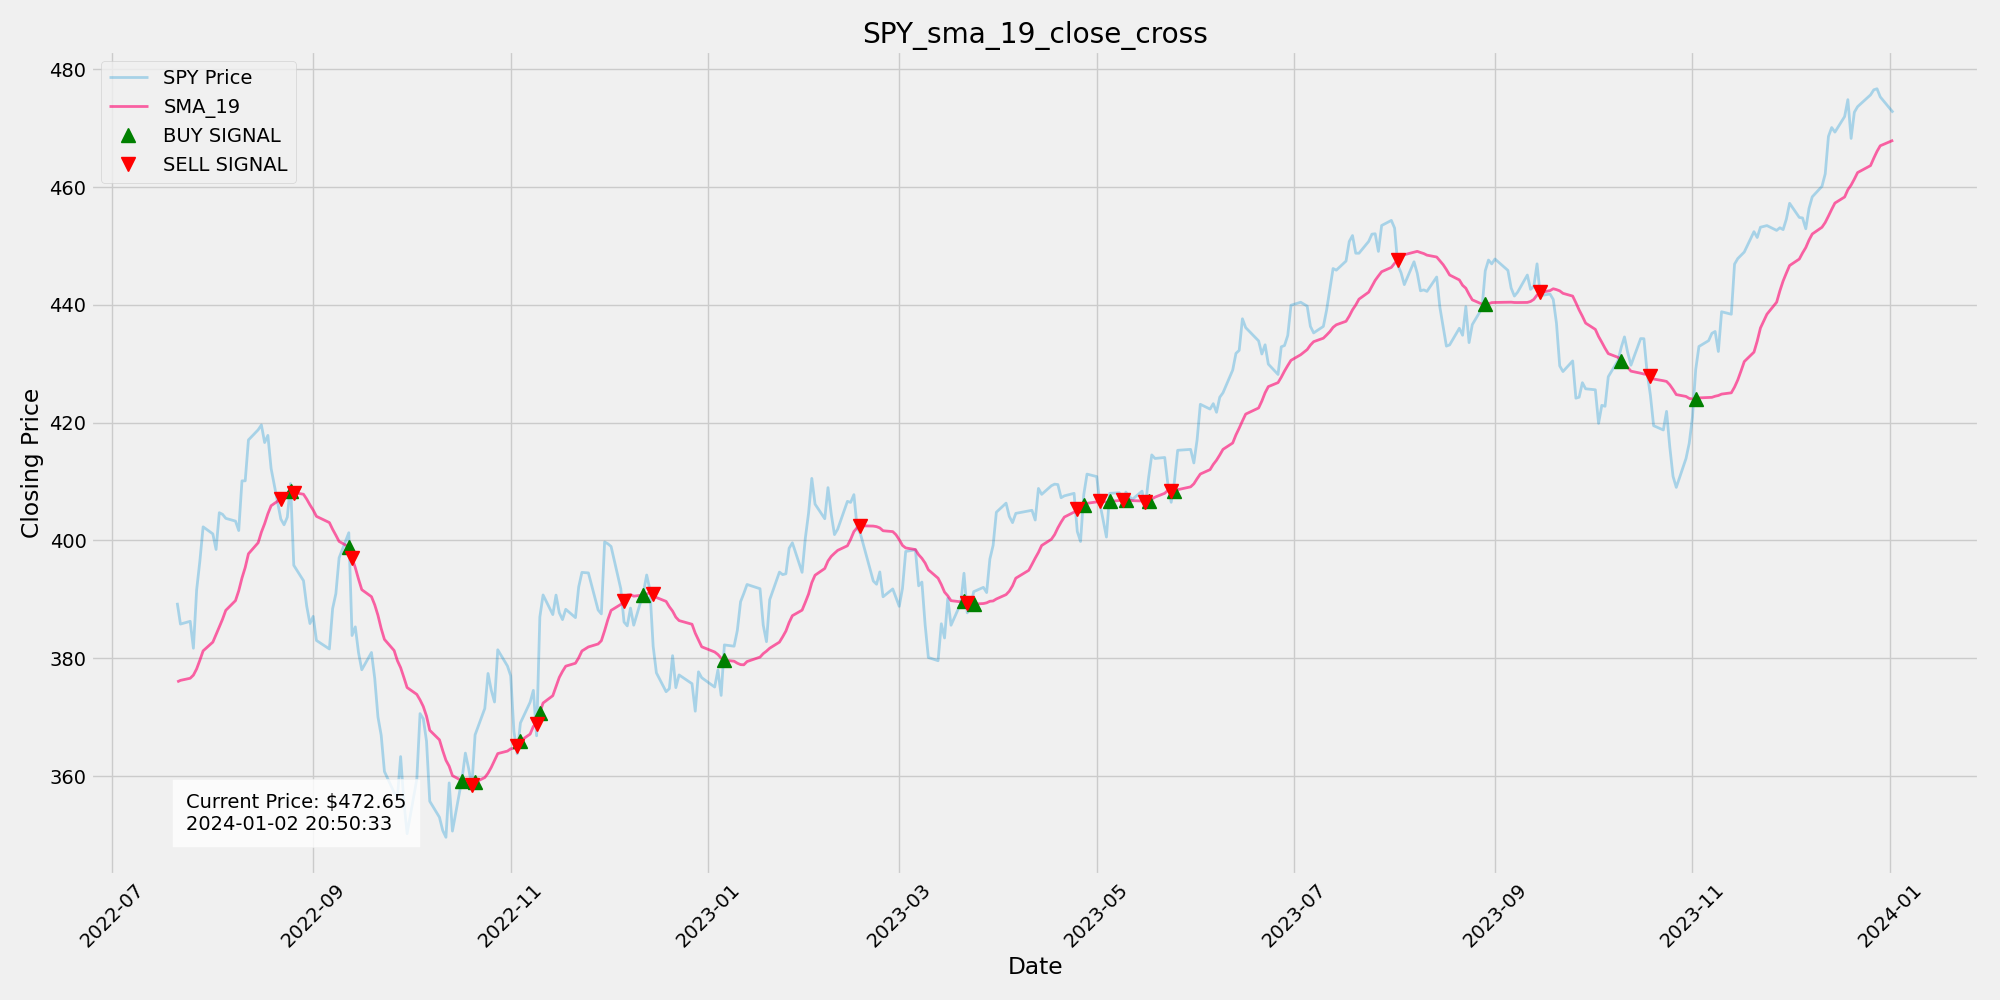 SPY_sma_19_close_cross
480
460
440
420
400
380
360
Closing Price
SPY Price
SMA_19
BUY SIGNAL
SELL SIGNAL
Current Price: $472.65
2024-01-02 20:50:33
2022-07
2022-09
2022-11
2023-01
2023-03
2023-05
2023-07
2023-09
2023-11
2024-01
Date